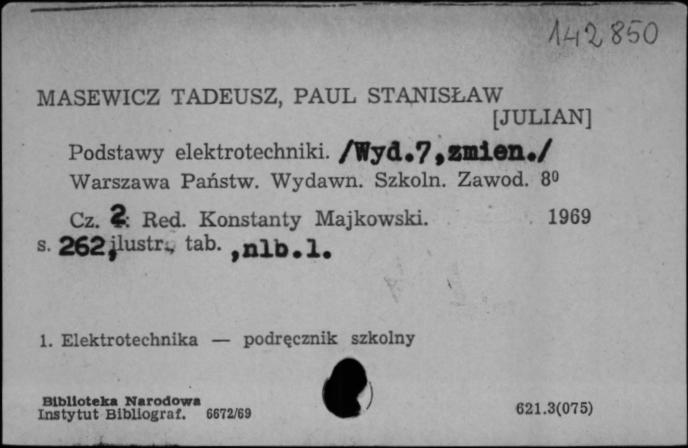 142850
MASEWICZ TADEUSZ, PAUL STANISŁAW
[JULIAN]
Podstawy elektrotechniki. /Wyd.7,zmien./
Warszawa Państw. Wydawn. Szkoln. Zawod. 8⁰
Cz. 2: Red. Konstanty Majkowski. 1969
s. 262, ilustr., tab. ,nlb.1.
1. Elektrotechnika — podręcznik szkolny
Biblioteka Narodowa
Instytut Bibliograf. 6672/69
621.3(075)